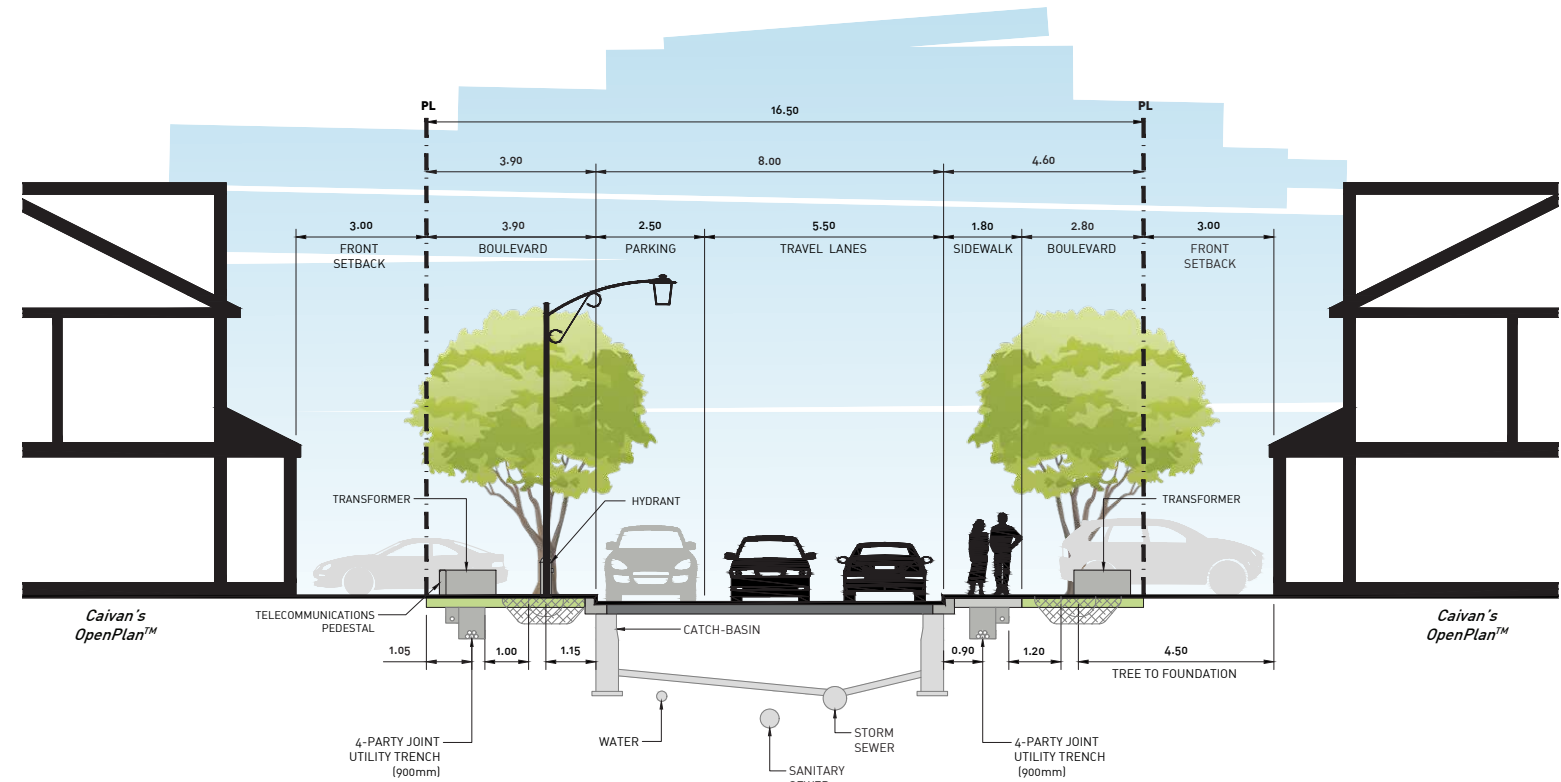 PL
PL
16.50
3.90
8.00
4.60
3.00
3.90
2.50
5.50
1.80
2.80
3.00
FRONT
SETBACK
BOULEVARD
PARKING
TRAVEL LANES
SIDEWALK
BOULEVARD
FRONT
SETBACK
TRANSFORMER
HYDRANT
TRANSFORMER
TELECOMMUNICATIONS
PEDESTAL
Caivan's
OpenPlan™
CATCH-BASIN
Caivan's
OpenPlan™
1.05
1.00
1.15
0.90
1.20
4.50
TREE TO FOUNDATION
4-PARTY JOINT
UTILITY TRENCH
(900mm)
WATER
STORM
SEWER
SANITARY
4-PARTY JOINT
UTILITY TRENCH
(900mm)